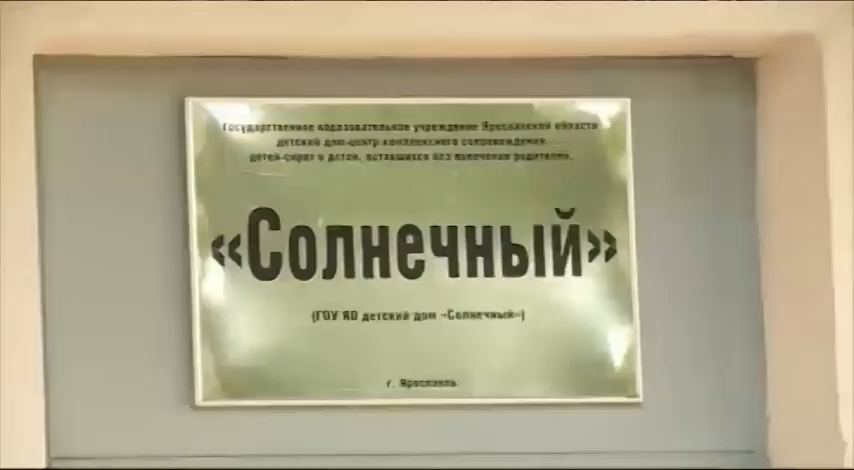 Государственное образовательное учреждение Ярославской области
детский дом-центр комплексного сопровождения
детей-сирот и детей, оставшихся без попечения родителей,
«Солнечный»
(ГОУ ЯО детский дом «Солнечный»)
г. Ярославль